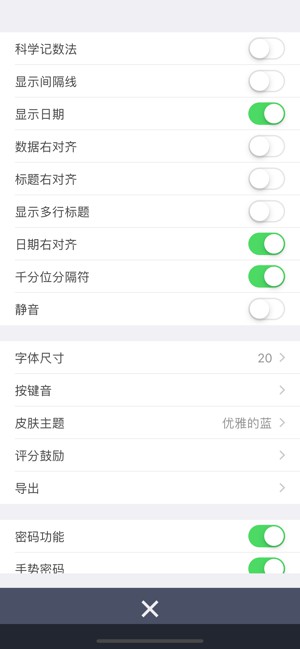 科学记数法
显示间隔线
显示日期
数据右对齐
标题右对齐
显示多行标题
日期右对齐
千分位分隔符
静音
字体尺寸 20
按键音
皮肤主题 优雅的蓝
评分鼓励
导出
密码功能
手势密码